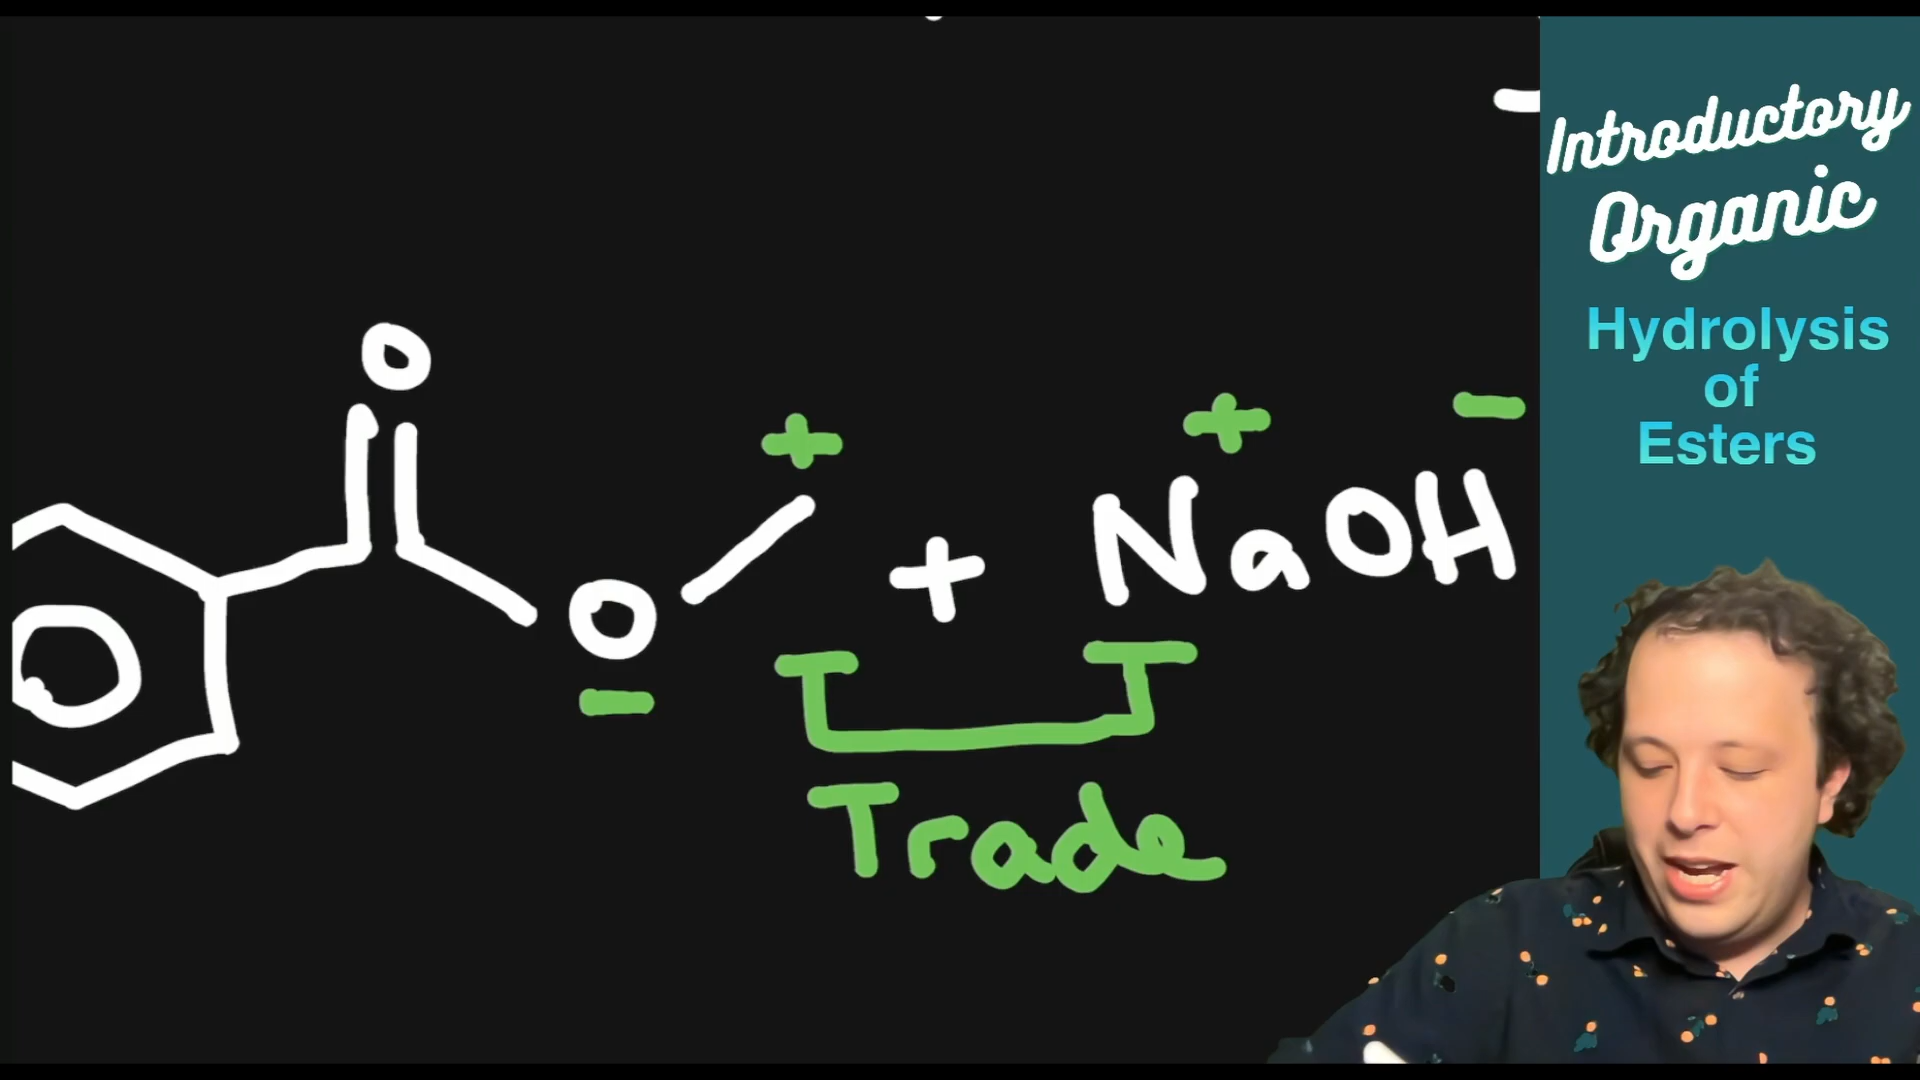 O
+ + −
O + NaOH
−
Trade
Introductory
Organic
Hydrolysis
of
Esters